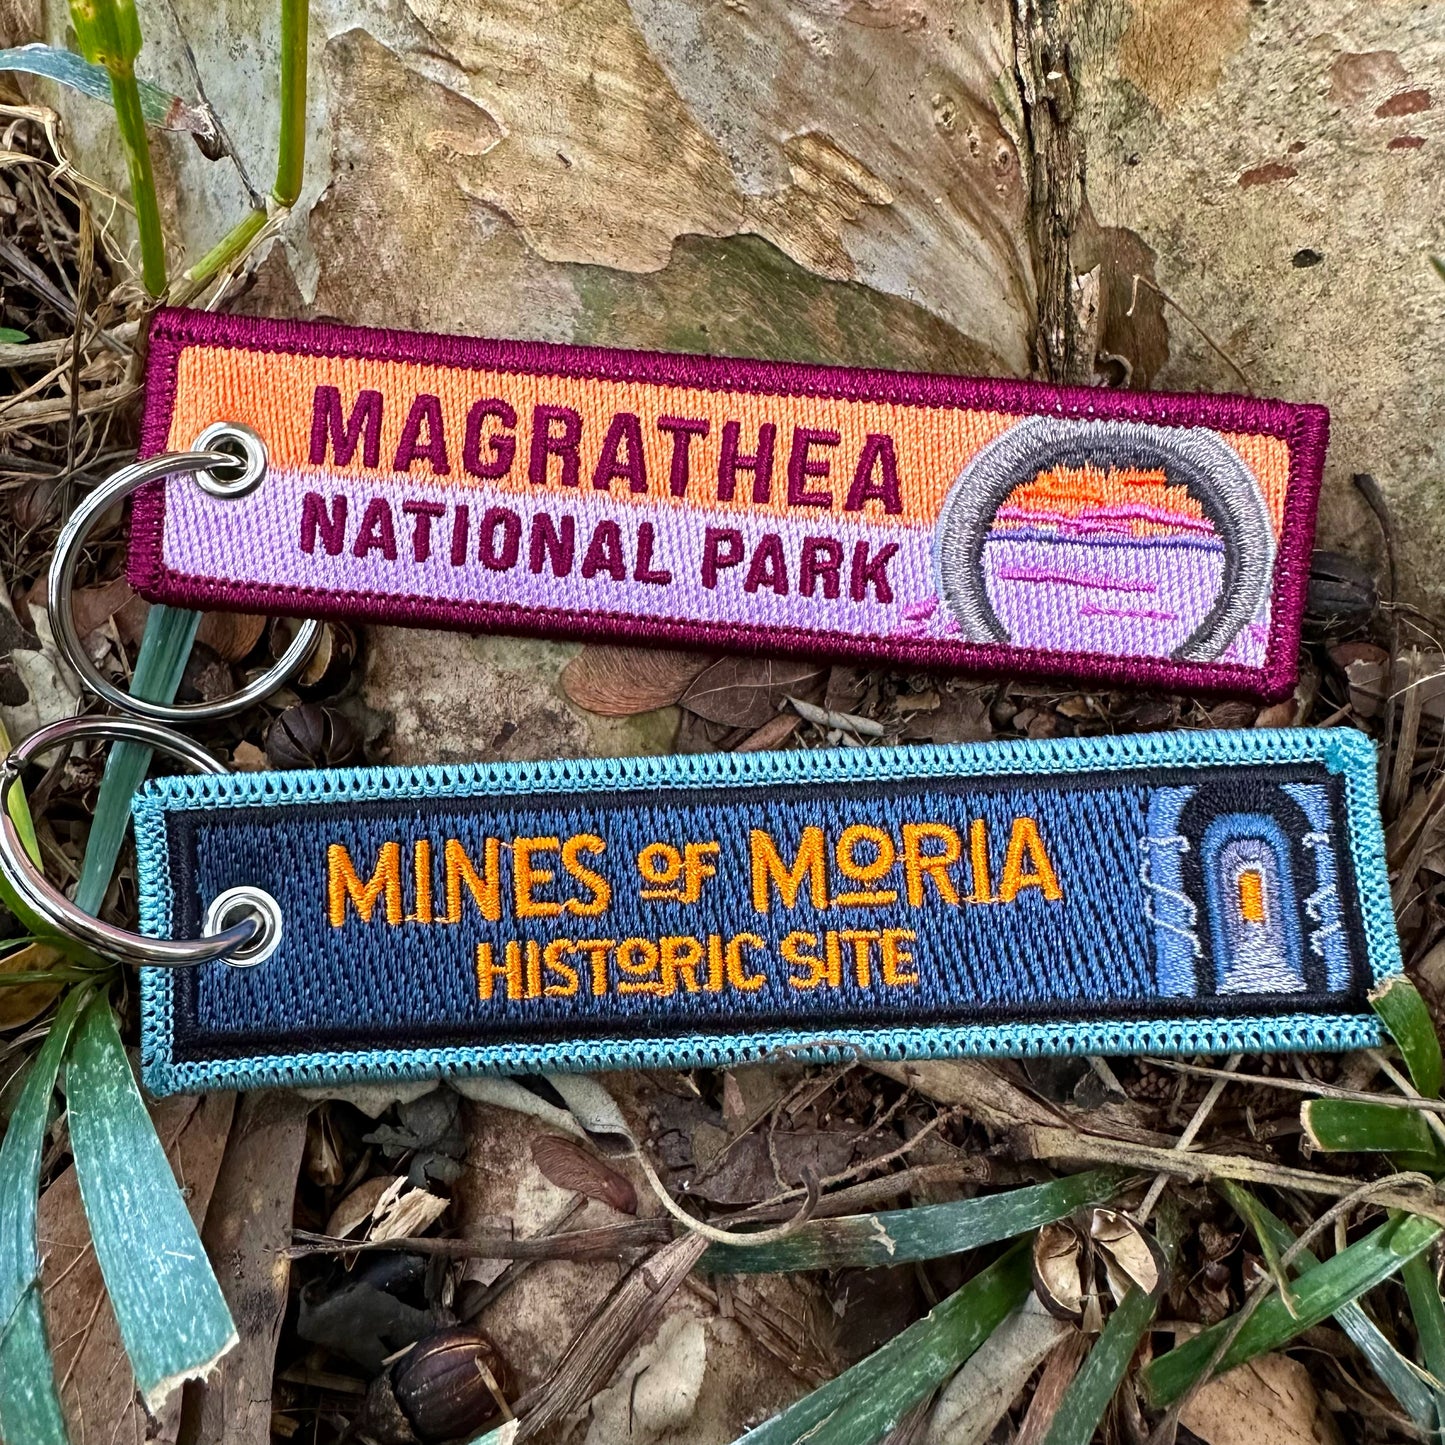 MAGRATHEA
NATIONAL PARK
MINES OF MORIA
HISTORIC SITE